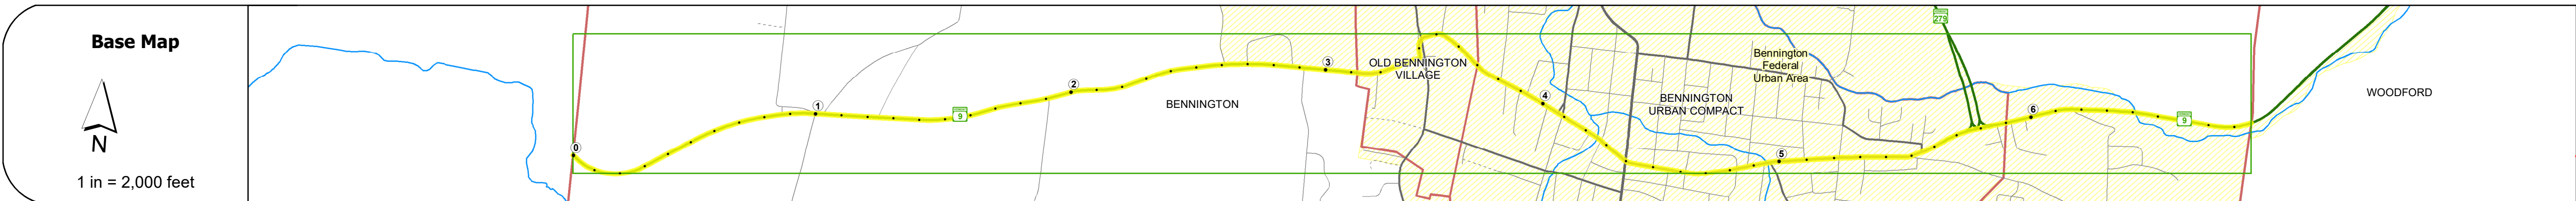 Base Map
N
1 in = 2,000 feet
0
1
9
2
BENNINGTON
3
OLD BENNINGTON
VILLAGE
4
BENNINGTON
URBAN COMPACT
Bennington
Federal
Urban Area
5
279
6
9
WOODFORD